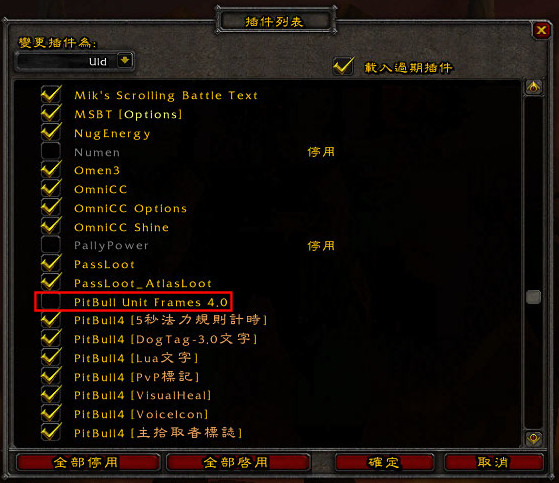 插件列表
變更插件為:
Uld
載入過期插件
Mik's Scrolling Battle Text
MSBT [Options]
NugEnergy
Numen 停用
Omen3
OmniCC
OmniCC Options
OmniCC Shine
PallyPower 停用
PassLoot
PassLoot_AtlasLoot
PitBull Unit Frames 4.0
PitBull4 [5秒法力規則計時]
PitBull4 [DogTag-3.0文字]
PitBull4 [Lua文字]
PitBull4 [PvP標記]
PitBull4 [VisualHeal]
PitBull4 [VoiceIcon]
PitBull4 [主拾取者標誌]
全部停用 全部啓用 確定 取消